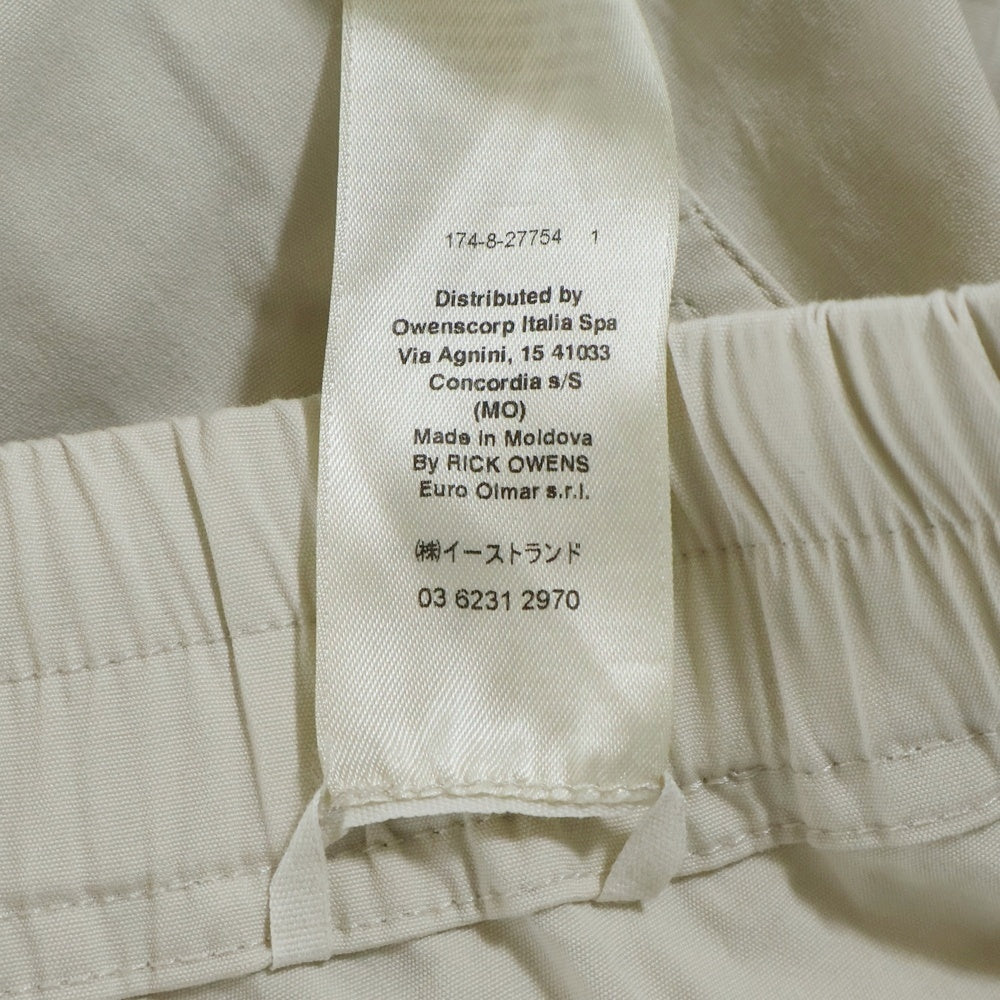 174-8-27754 1
Distributed by
Owenscorp Italia Spa
Via Agnini, 15 41033
Concordia s/S
(MO)
Made in Moldova
By RICK OWENS
Euro Olmar s.r.l.
㈱イーストランド
03 6231 2970